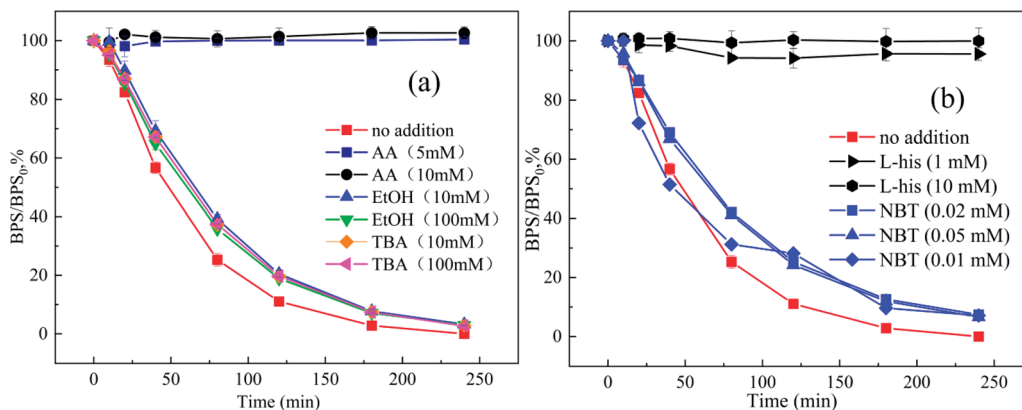 (a)
100
80
60
40
20
0
BPS/BPS0,%
no addition
AA（5mM）
AA（10mM）
EtOH（10mM）
EtOH（100mM）
TBA（10mM）
TBA（100mM）
0 50 100 150 200 250
Time (min)
(b)
100
80
60
40
20
0
BPS/BPS0,%
no addition
L-his (1 mM)
L-his (10 mM)
NBT (0.02 mM)
NBT (0.05 mM)
NBT (0.01 mM)
0 50 100 150 200 250
Time (min)